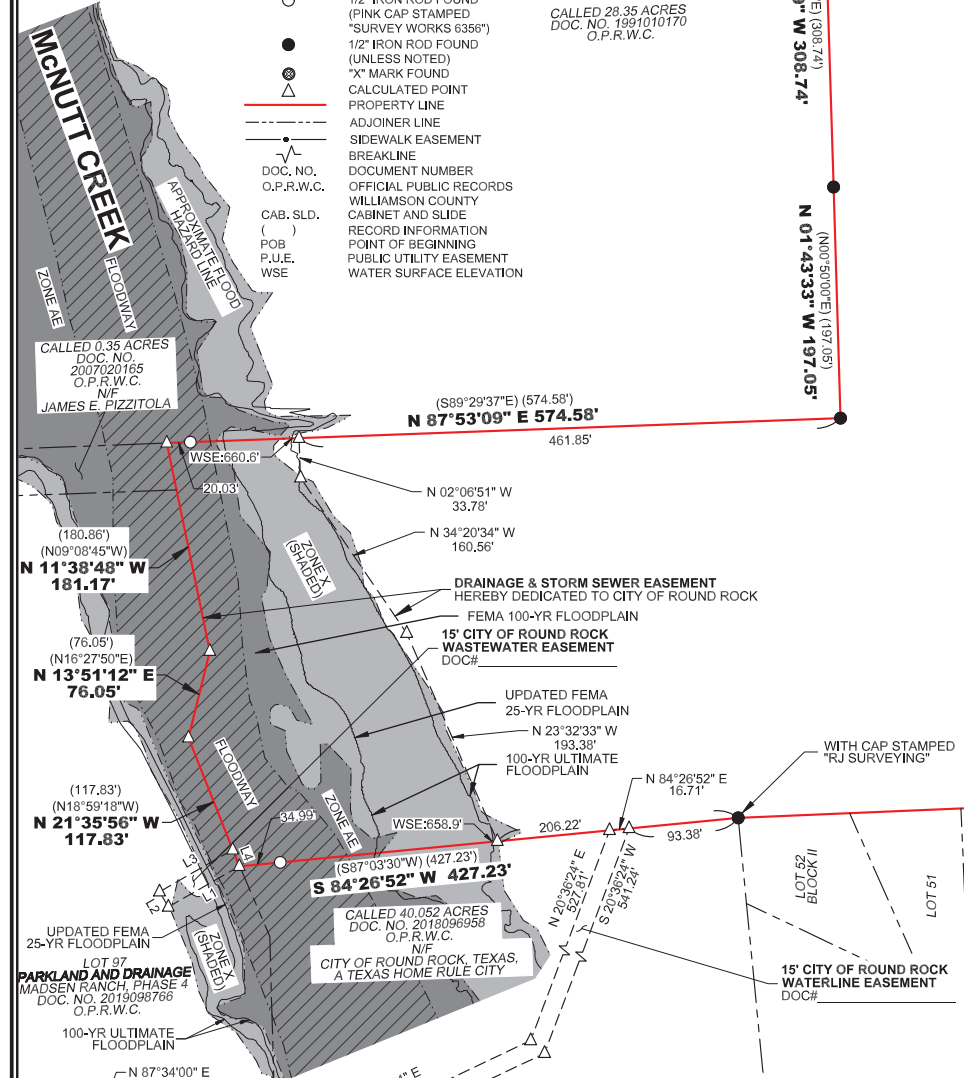 1/2" IRON ROD FOUND
(PINK CAP STAMPED
"SURVEY WORKS 6356")
1/2" IRON ROD FOUND
(UNLESS NOTED)
"X" MARK FOUND
CALCULATED POINT
PROPERTY LINE
ADJOINER LINE
SIDEWALK EASEMENT
BREAKLINE
DOC. NO. DOCUMENT NUMBER
O.P.R.W.C. OFFICIAL PUBLIC RECORDS
WILLIAMSON COUNTY
CAB. SLD. CABINET AND SLIDE
( ) RECORD INFORMATION
POB POINT OF BEGINNING
P.U.E. PUBLIC UTILITY EASEMENT
WSE WATER SURFACE ELEVATION
CALLED 28.35 ACRES
DOC. NO. 1991010170
O.P.R.W.C.
E) (308.74')
9" W 308.74'
(N00°50'00"E) (197.05')
N 01°43'33" W 197.05'
McNUTT CREEK
APPROXIMATE FLOOD
HAZARD LINE
ZONE AE
FLOODWAY
CALLED 0.35 ACRES
DOC. NO.
2007020165
O.P.R.W.C.
N/F
JAMES E. PIZZITOLA
(S89°29'37"E) (574.58')
N 87°53'09" E 574.58'
461.85'
WSE:660.6'
20.03'
N 02°06'51" W
33.78'
N 34°20'34" W
160.56'
ZONE X
(SHADED)
(180.86')
(N09°08'45"W)
N 11°38'48" W
181.17'
DRAINAGE & STORM SEWER EASEMENT
HEREBY DEDICATED TO CITY OF ROUND ROCK
FEMA 100-YR FLOODPLAIN
15' CITY OF ROUND ROCK
WASTEWATER EASEMENT
DOC#
(76.05')
(N16°27'50"E)
N 13°51'12" E
76.05'
UPDATED FEMA
25-YR FLOODPLAIN
N 23°32'33" W
193.38'
100-YR ULTIMATE
FLOODPLAIN
WITH CAP STAMPED
"RJ SURVEYING"
N 84°26'52" E
16.71'
FLOODWAY
ZONE AE
(117.83')
(N18°59'18"W)
N 21°35'56" W
117.83'
34.99'
WSE:658.9'
206.22'
93.38'
(S87°03'30"W) (427.23')
S 84°26'52" W 427.23'
L4
L3
L1
L2
N 20°36'24" E
527.81'
S 20°36'24" W
541.24'
LOT 52
BLOCK II
LOT 51
CALLED 40.052 ACRES
DOC. NO. 2018096958
O.P.R.W.C.
N/F
CITY OF ROUND ROCK, TEXAS,
A TEXAS HOME RULE CITY
UPDATED FEMA
25-YR FLOODPLAIN
ZONE X
(SHADED)
LOT 97
PARKLAND AND DRAINAGE
MADSEN RANCH, PHASE 4
DOC. NO. 2019098766
O.P.R.W.C.
15' CITY OF ROUND ROCK
WATERLINE EASEMENT
DOC#
100-YR ULTIMATE
FLOODPLAIN
N 87°34'00" E
" E